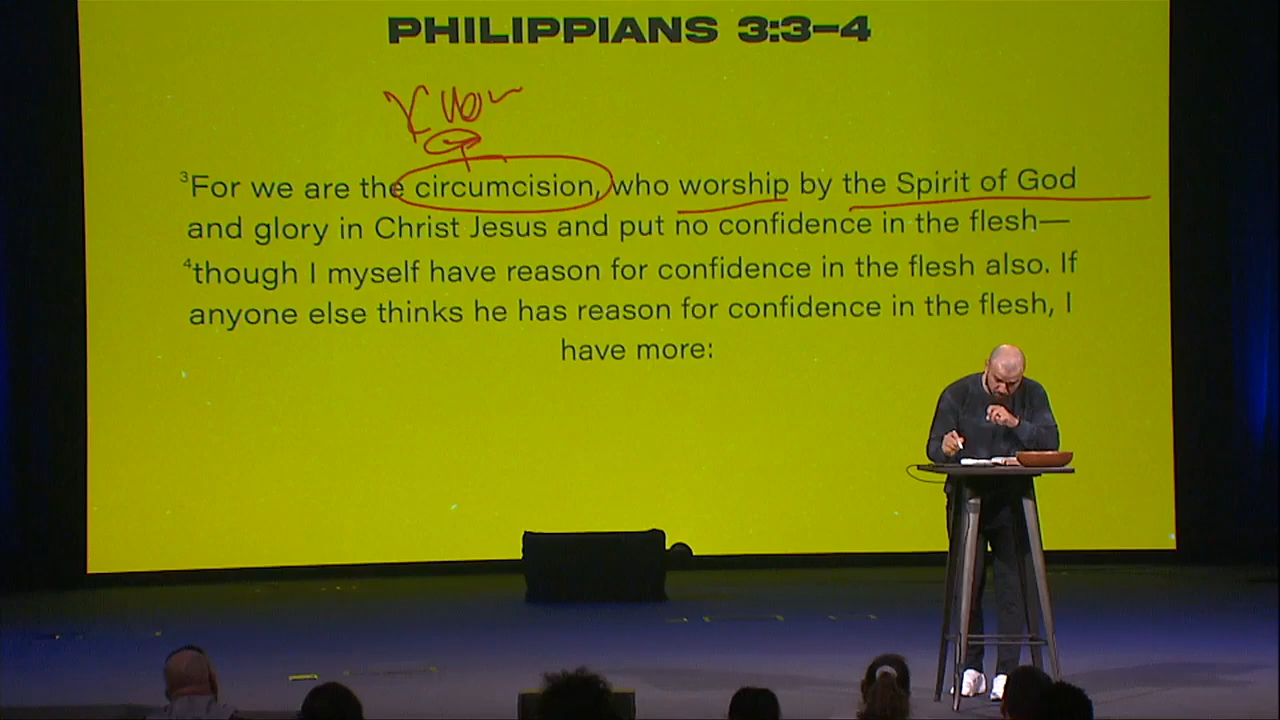 PHILIPPIANS 3:3–4
³For we are the circumcision, who worship by the Spirit of God
and glory in Christ Jesus and put no confidence in the flesh—
⁴though I myself have reason for confidence in the flesh also. If
anyone else thinks he has reason for confidence in the flesh, I
have more: